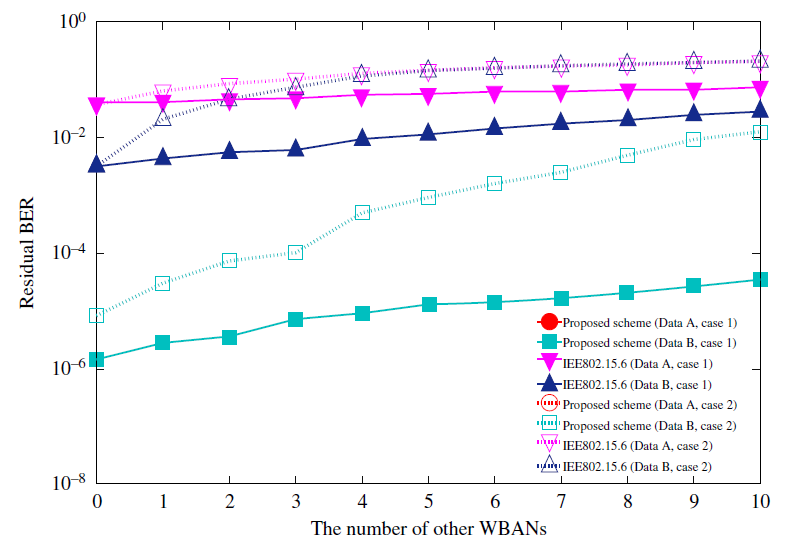 10^0
10^-2
10^-4
10^-6
10^-8
Residual BER
Proposed scheme (Data A, case 1)
Proposed scheme (Data B, case 1)
IEE802.15.6 (Data A, case 1)
IEE802.15.6 (Data B, case 1)
Proposed scheme (Data A, case 2)
Proposed scheme (Data B, case 2)
IEE802.15.6 (Data A, case 2)
IEE802.15.6 (Data B, case 2)
0 1 2 3 4 5 6 7 8 9 10
The number of other WBANs